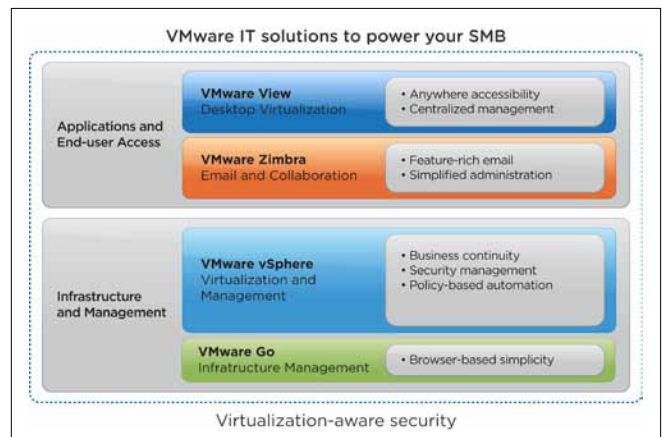 VMware IT solutions to power your SMB
Applications and
End-user Access
VMware View
Desktop Virtualization
• Anywhere accessibility
• Centralized management
VMware Zimbra
Email and Collaboration
• Feature-rich email
• Simplified administration
Infrastructure
and Management
VMware vSphere
Virtualization and
Management
• Business continuity
• Security management
• Policy-based automation
VMware Go
Infratructure Management
• Browser-based simplicity
Virtualization-aware security